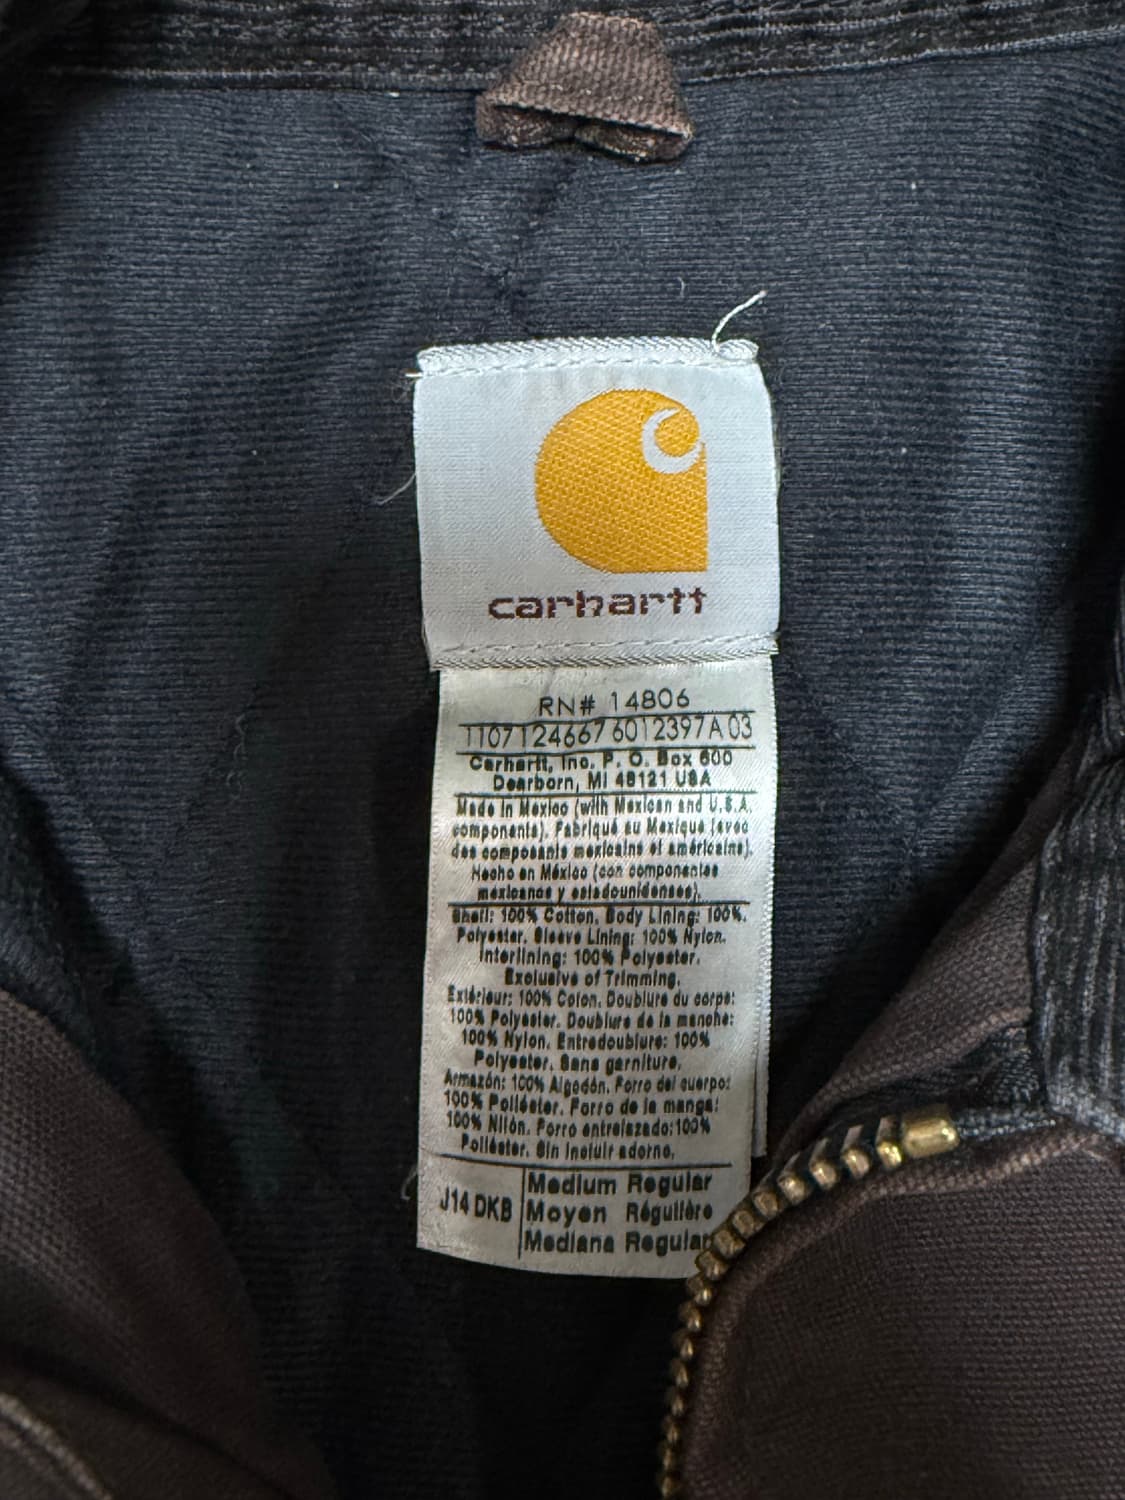 carhartt
RN# 14806
1107124667 6012397A 03
Carhartt, Inc. P. O. Box 600
Dearborn, MI 48121 USA
Made in Mexico (with Mexican and U.S.A.
components). Fabriqué au Mexique (avec
des composants mexicains et américains).
Hecho en México (con componentes
mexicanos y estadounidenses).
Shell: 100% Cotton. Body Lining: 100%.
Polyester. Sleeve Lining: 100% Nylon.
Interlining: 100% Polyester.
Exclusive of Trimming.
Extérieur: 100% Coton. Doublure du corps:
100% Polyester. Doublure de la manche:
100% Nylon. Entredoublure: 100%
Polyester. Sans garniture.
Armazón: 100% Algodón. Forro del cuerpo:
100% Poliéster. Forro de la manga:
100% Nilón. Forro entrelazado:100%
Poliéster. Sin incluir adorno.
J14 DKB
Medium Regular
Moyen Régulière
Mediana Regular